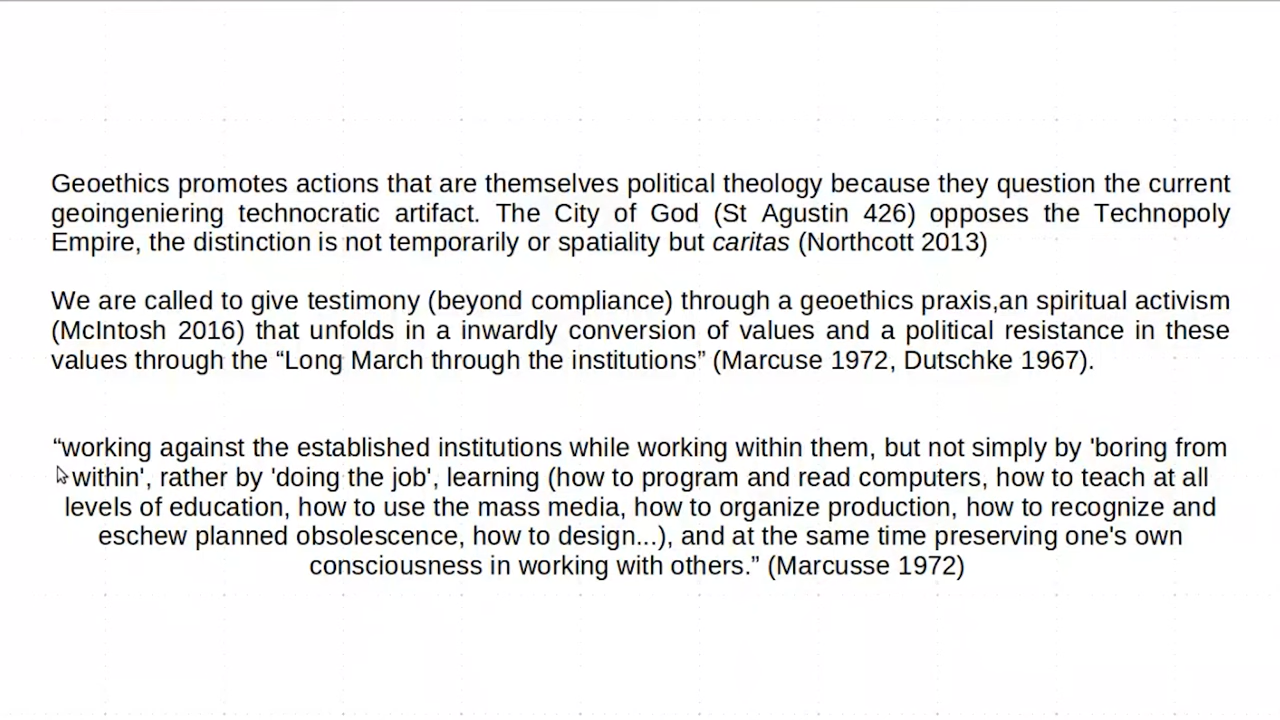 Geoethics promotes actions that are themselves political theology because they question the current
geoingeniering technocratic artifact. The City of God (St Agustin 426) opposes the Technopoly
Empire, the distinction is not temporarily or spatiality but caritas (Northcott 2013)
We are called to give testimony (beyond compliance) through a geoethics praxis,an spiritual activism
(McIntosh 2016) that unfolds in a inwardly conversion of values and a political resistance in these
values through the “Long March through the institutions” (Marcuse 1972, Dutschke 1967).
“working against the established institutions while working within them, but not simply by 'boring from
within', rather by 'doing the job', learning (how to program and read computers, how to teach at all
levels of education, how to use the mass media, how to organize production, how to recognize and
eschew planned obsolescence, how to design...), and at the same time preserving one's own
consciousness in working with others.” (Marcusse 1972)